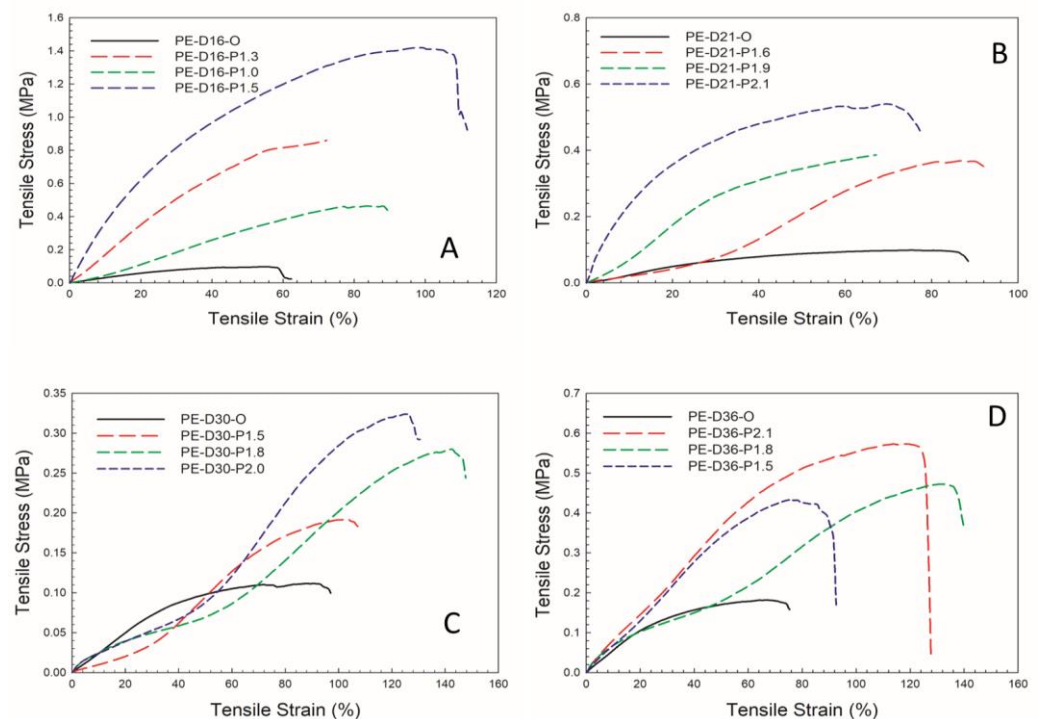 1.6
1.4
1.2
1.0
0.8
0.6
0.4
0.2
0.0
Tensile Stress (MPa)
PE-D16-O
PE-D16-P1.3
PE-D16-P1.0
PE-D16-P1.5
A
0 20 40 60 80 100 120
Tensile Strain (%)
0.8
0.6
0.4
0.2
0.0
Tensile Stress (MPa)
PE-D21-O
PE-D21-P1.6
PE-D21-P1.9
PE-D21-P2.1
B
0 20 40 60 80 100
Tensile Strain (%)
0.35
0.30
0.25
0.20
0.15
0.10
0.05
0.00
Tensile Stress (MPa)
PE-D30-O
PE-D30-P1.5
PE-D30-P1.8
PE-D30-P2.0
C
0 20 40 60 80 100 120 140 160
Tensile Strain (%)
0.7
0.6
0.5
0.4
0.3
0.2
0.1
0.0
Tensile Stress (MPa)
PE-D36-O
PE-D36-P2.1
PE-D36-P1.8
PE-D36-P1.5
D
0 20 40 60 80 100 120 140 160
Tensile Strain (%)